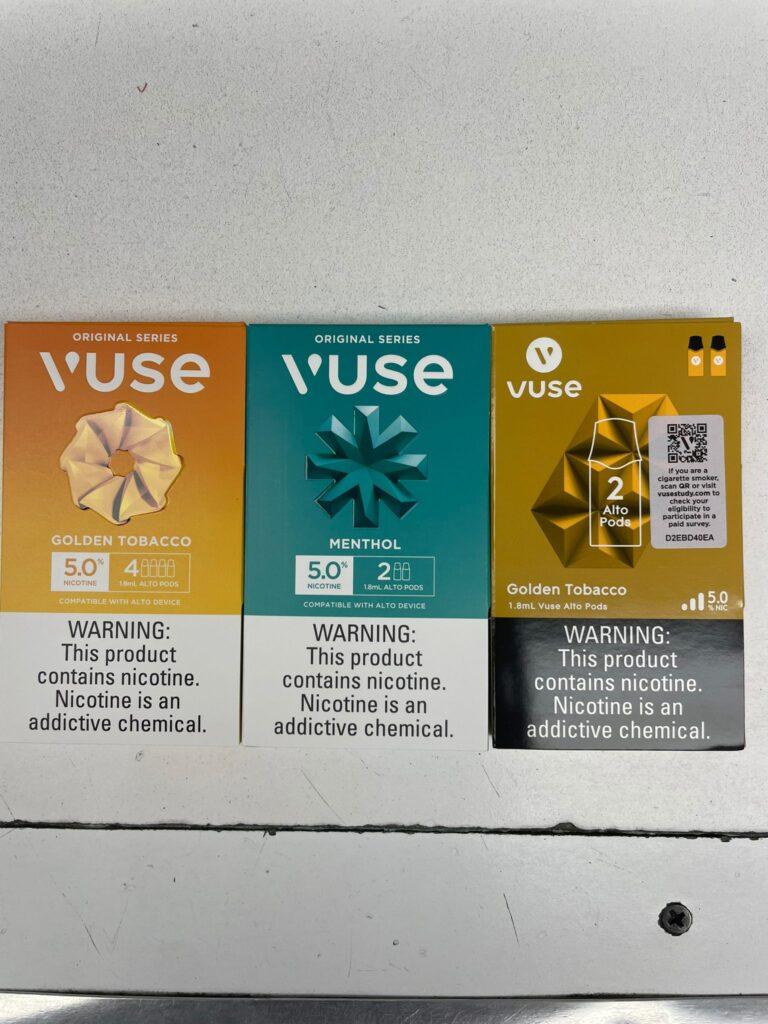 ORIGINAL SERIES
vuse
GOLDEN TOBACCO
5.0%
NICOTINE
4
1.8mL ALTO PODS
COMPATIBLE WITH ALTO DEVICE
WARNING:
This product
contains nicotine.
Nicotine is an
addictive chemical.
ORIGINAL SERIES
vuse
MENTHOL
5.0%
NICOTINE
2
1.8mL ALTO PODS
COMPATIBLE WITH ALTO DEVICE
WARNING:
This product
contains nicotine.
Nicotine is an
addictive chemical.
V
vuse
2
Alto
Pods
If you are a
cigarette smoker,
scan QR or visit
vusestudy.com to
check your
eligibility to
participate in a
paid survey.
D2EBD40EA
Golden Tobacco
1.8mL Vuse Alto Pods
5.0
% NIC
WARNING:
This product
contains nicotine.
Nicotine is an
addictive chemical.